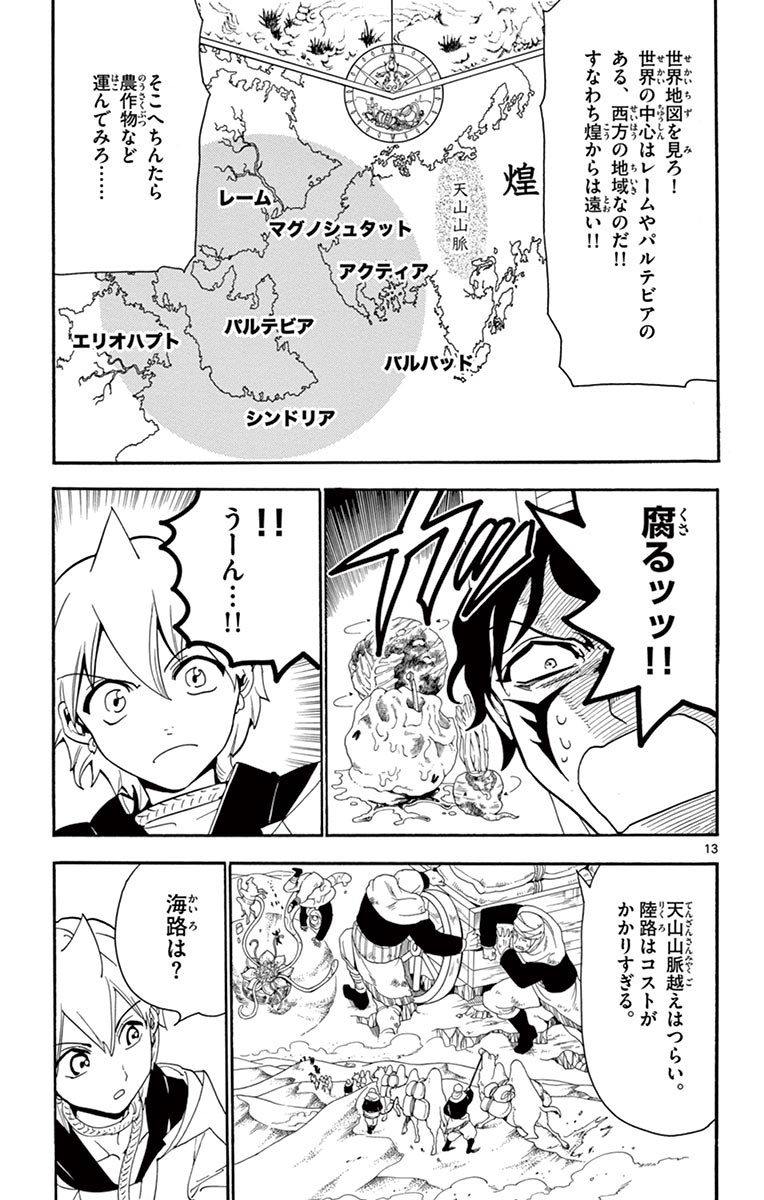 世界地図を見ろ！
世界の中心はレームやパルテビアの
ある、西方の地域なのだ!!
すなわち煌からは遠い!!
煌
天山山脈
レーム
マグノシュタット
アクティア
パルテビア
エリオハプト
バルバッド
シンドリア
そこへちんたら
農作物など
運んでみろ……
腐るッッ!!
カッ
!!
うーん…!!
13
天山山脈越えはつらい。
陸路はコストが
かかりすぎる。
海路は？